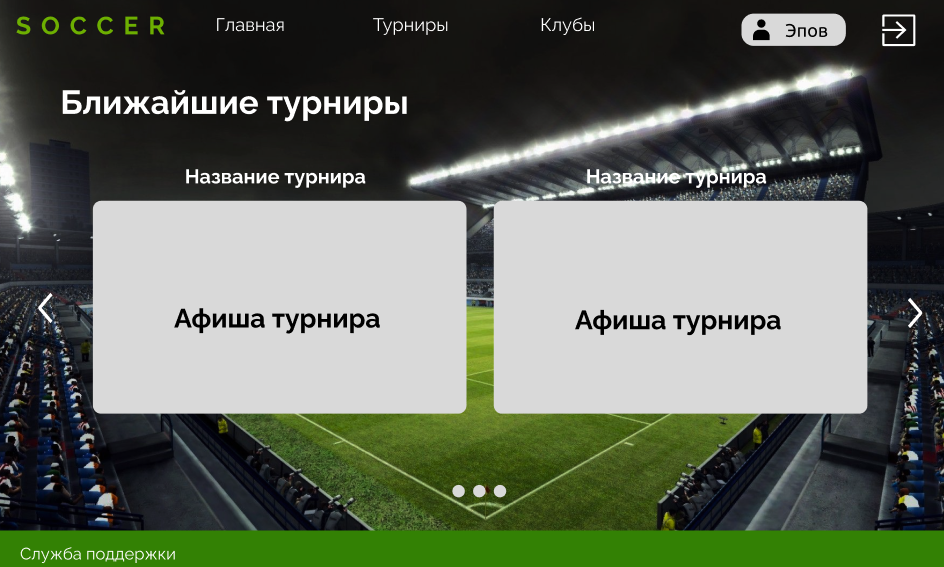 SOCCER Главная Турниры Клубы Эпов
Ближайшие турниры
Название турнира Название турнира
Афиша турнира Афиша турнира
Служба поддержки